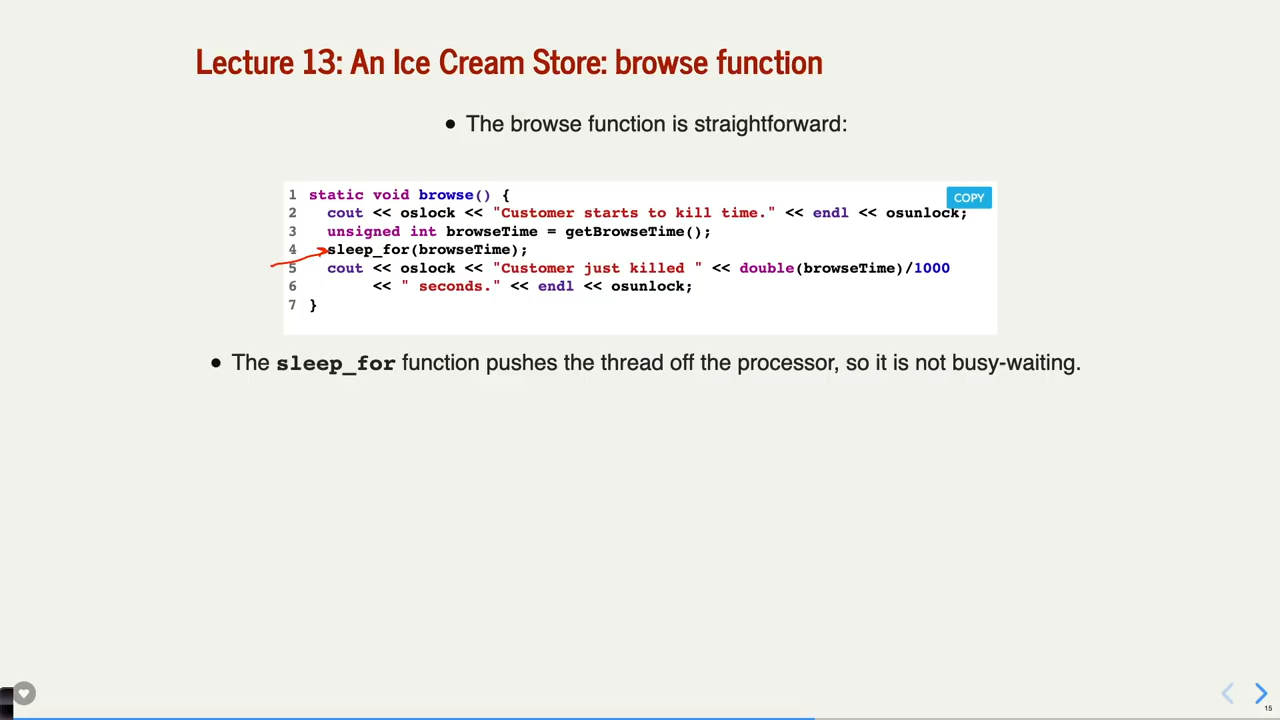 Lecture 13: An Ice Cream Store: browse function
● The browse function is straightforward:
COPY
1 static void browse() {
2   cout << oslock << "Customer starts to kill time." << endl << osunlock;
3   unsigned int browseTime = getBrowseTime();
4   sleep_for(browseTime);
5   cout << oslock << "Customer just killed " << double(browseTime)/1000
6        << " seconds." << endl << osunlock;
7 }
● The sleep_for function pushes the thread off the processor, so it is not busy-waiting.
15